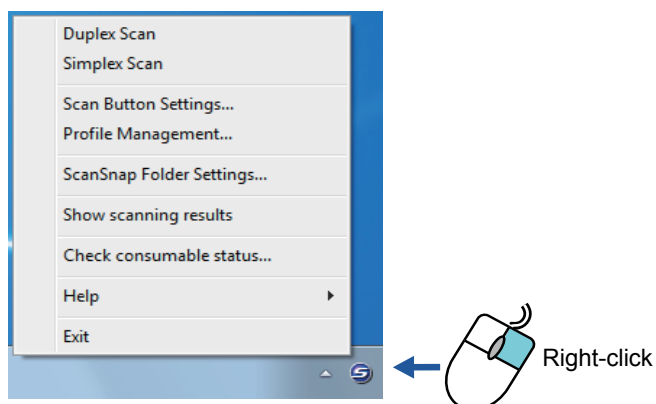 Duplex Scan
Simplex Scan
Scan Button Settings...
Profile Management...
ScanSnap Folder Settings...
Show scanning results
Check consumable status...
Help
Exit
Right-click